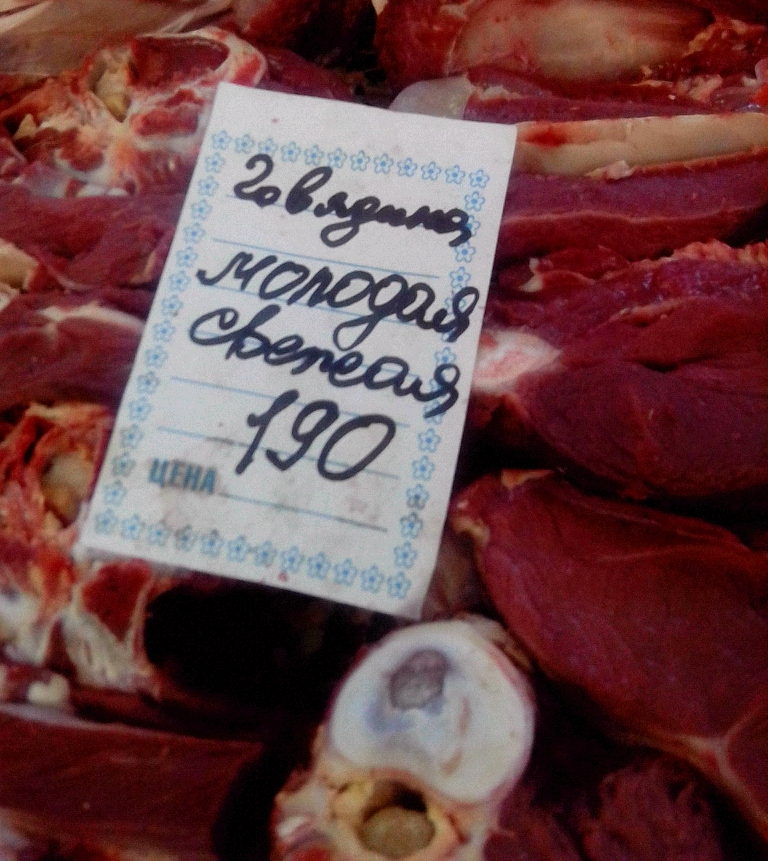 Говядина
молодая
свежая
190
ЦЕНА